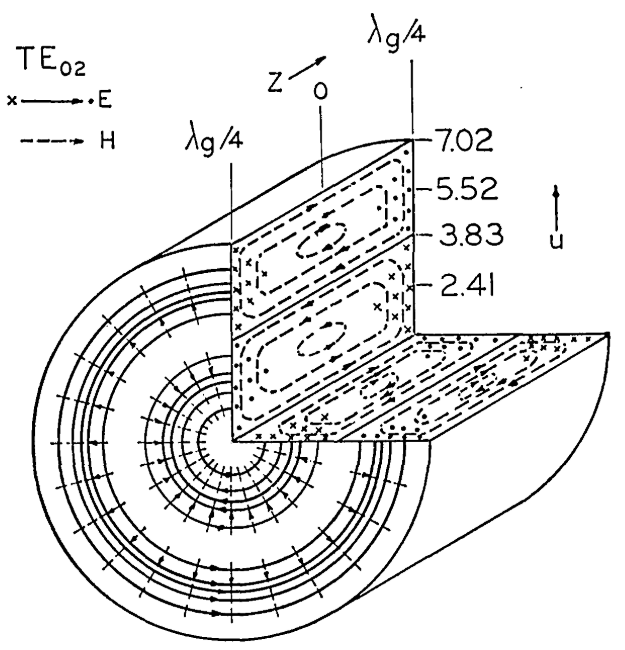 TE02
x → • E
---→ H
λg/4
Z
0
λg/4
7.02
5.52
3.83
2.41
u